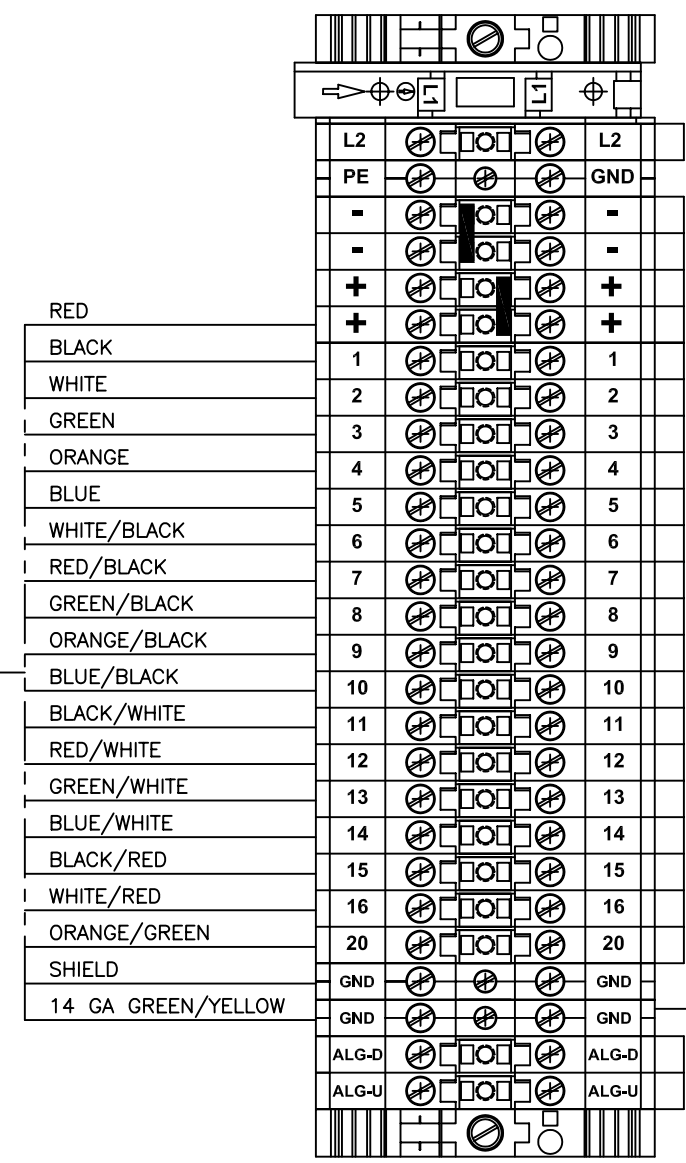 L1 L1
L2 L2
PE GND
- -
- -
+ +
RED + +
BLACK 1 1
WHITE 2 2
GREEN 3 3
ORANGE 4 4
BLUE 5 5
WHITE/BLACK 6 6
RED/BLACK 7 7
GREEN/BLACK 8 8
ORANGE/BLACK 9 9
BLUE/BLACK 10 10
BLACK/WHITE 11 11
RED/WHITE 12 12
GREEN/WHITE 13 13
BLUE/WHITE 14 14
BLACK/RED 15 15
WHITE/RED 16 16
ORANGE/GREEN 20 20
SHIELD GND GND
14 GA GREEN/YELLOW GND GND
ALG-D ALG-D
ALG-U ALG-U